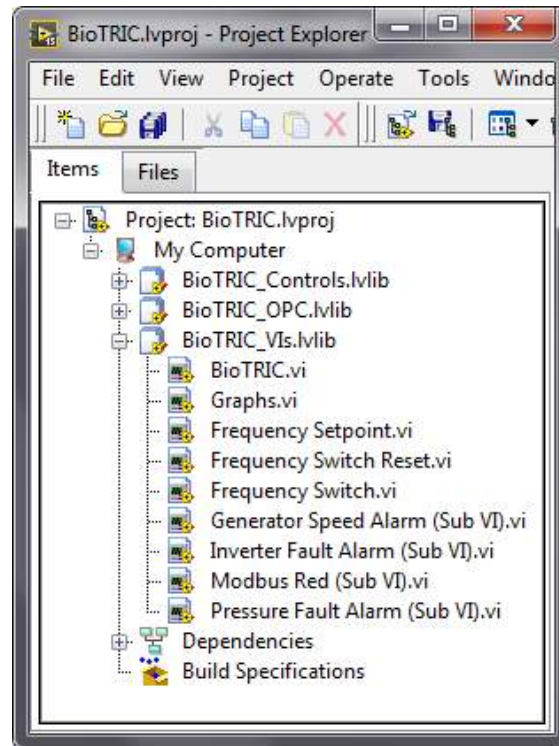 BioTRIC.lvproj - Project Explorer
File Edit View Project Operate Tools Windo
Items Files
Project: BioTRIC.lvproj
My Computer
BioTRIC_Controls.lvlib
BioTRIC_OPC.lvlib
BioTRIC_VIs.lvlib
BioTRIC.vi
Graphs.vi
Frequency Setpoint.vi
Frequency Switch Reset.vi
Frequency Switch.vi
Generator Speed Alarm (Sub VI).vi
Inverter Fault Alarm (Sub VI).vi
Modbus Red (Sub VI).vi
Pressure Fault Alarm (Sub VI).vi
Dependencies
Build Specifications